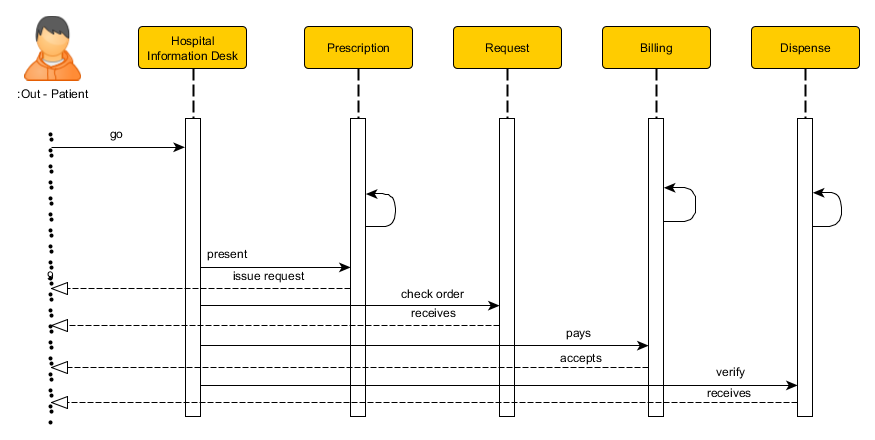 Hospital
Information Desk
Prescription
Request
Billing
Dispense
:Out - Patient
go
present
issue request
check order
receives
pays
accepts
verify
receives